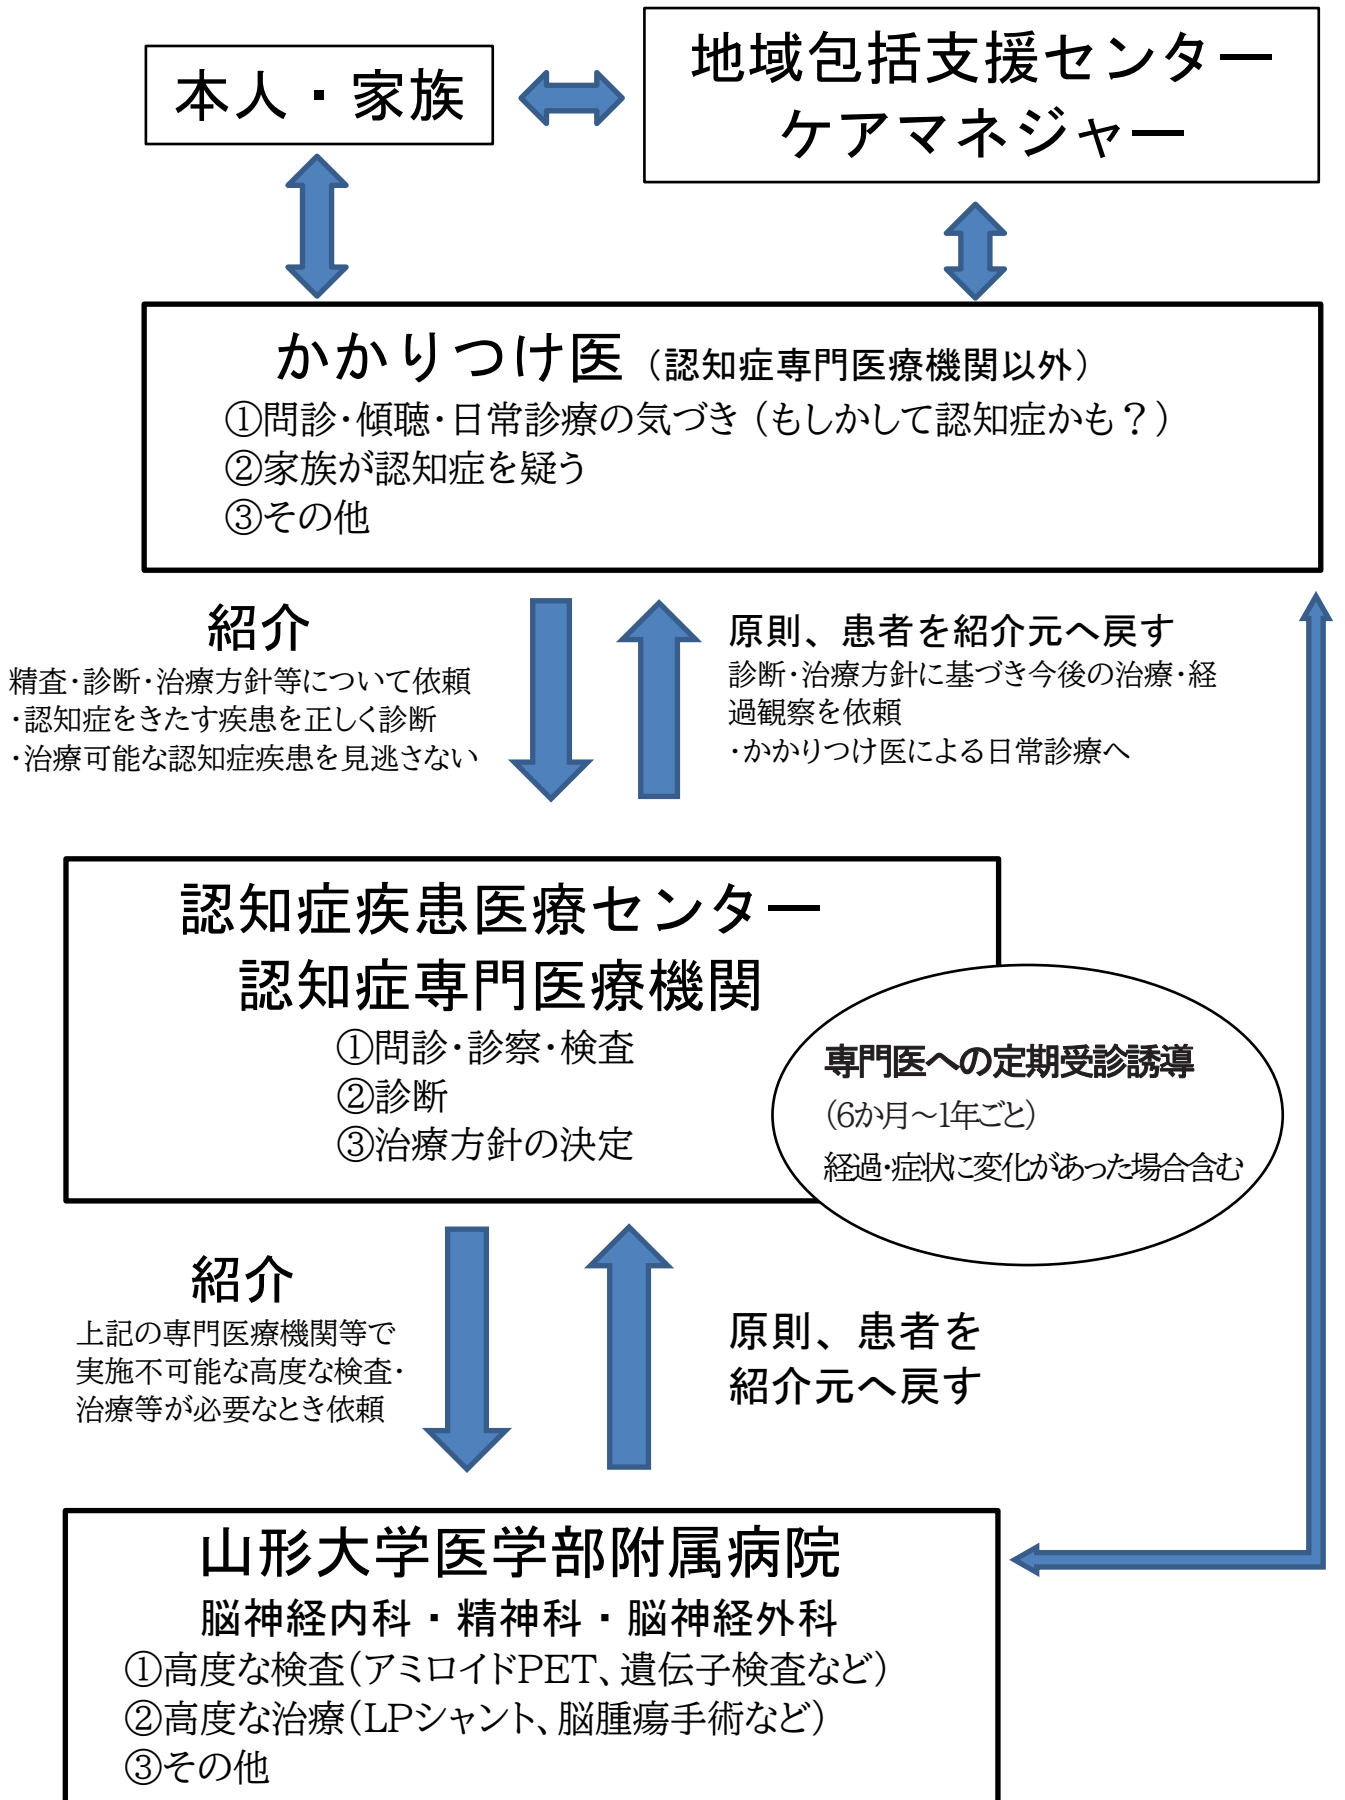 本人・家族
地域包括支援センター
ケアマネジャー
かかりつけ医（認知症専門医療機関以外）
①問診・傾聴・日常診療の気づき（もしかして認知症かも？）
②家族が認知症を疑う
③その他
紹介
精査・診断・治療方針等について依頼
・認知症をきたす疾患を正しく診断
・治療可能な認知症疾患を見逃さない
原則、患者を紹介元へ戻す
診断・治療方針に基づき今後の治療・経
過観察を依頼
・かかりつけ医による日常診療へ
認知症疾患医療センター
認知症専門医療機関
①問診・診察・検査
②診断
③治療方針の決定
専門医への定期受診誘導
（6か月～1年ごと）
経過・症状に変化があった場合含む
紹介
上記の専門医療機関等で
実施不可能な高度な検査・
治療等が必要なとき依頼
原則、患者を
紹介元へ戻す
山形大学医学部附属病院
脳神経内科・精神科・脳神経外科
①高度な検査（アミロイドPET、遺伝子検査など）
②高度な治療（LPシャント、脳腫瘍手術など）
③その他